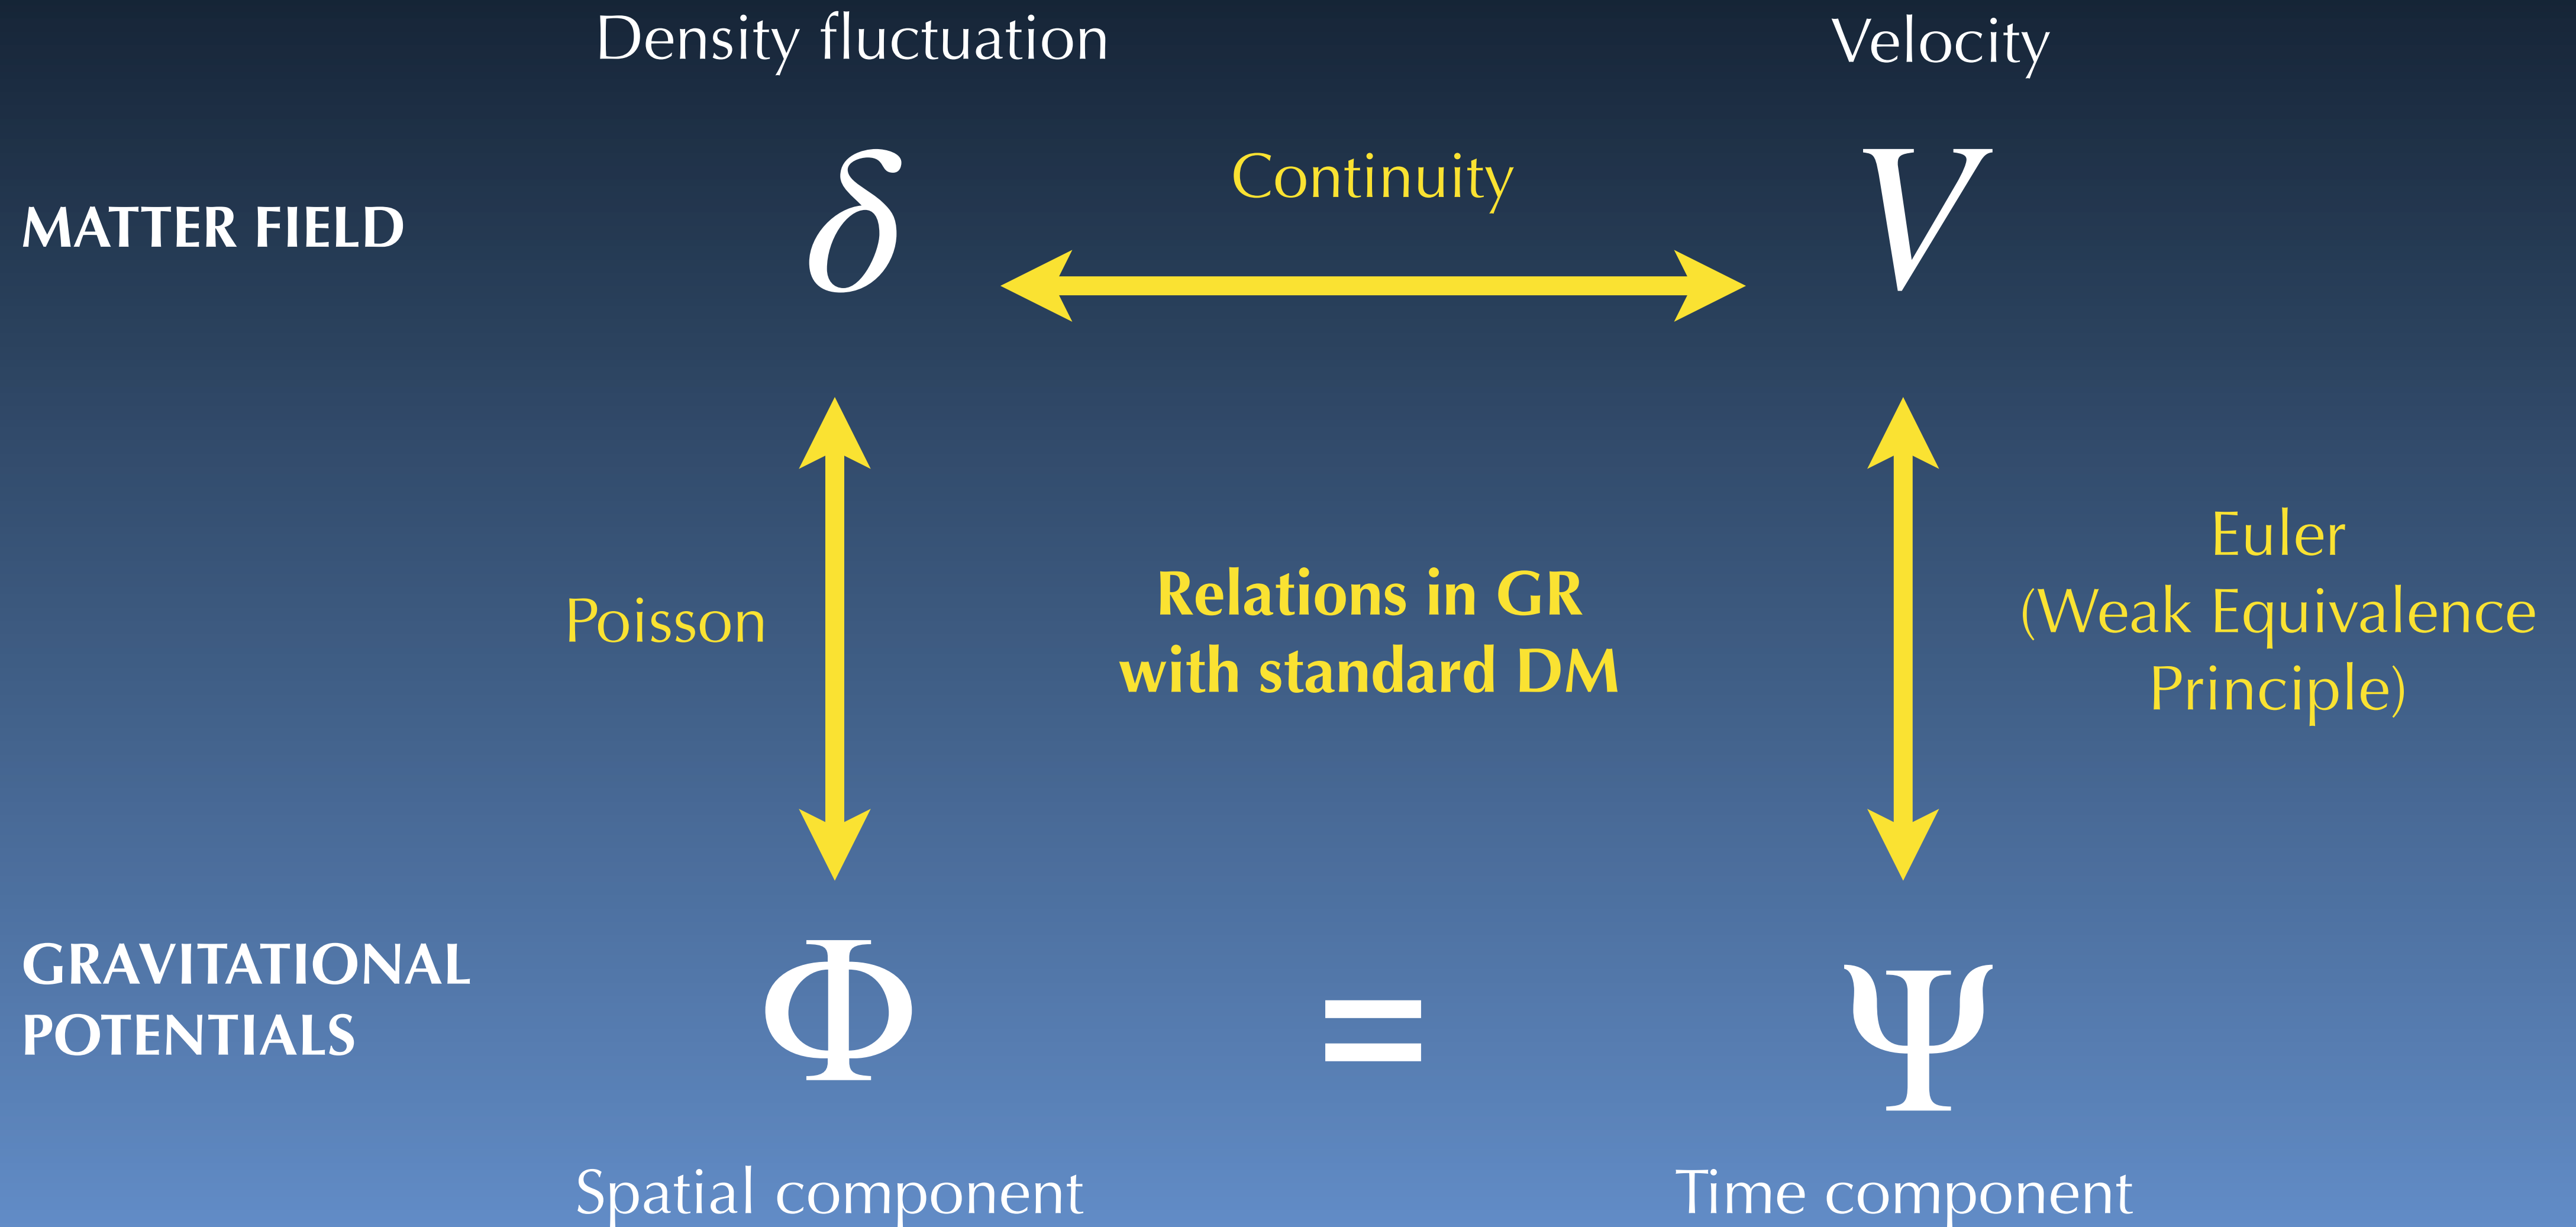 Density fluctuation
Velocity
MATTER FIELD
δ
Continuity
V
Poisson
Relations in GR
with standard DM
Euler
(Weak Equivalence
Principle)
GRAVITATIONAL
POTENTIALS
Φ
=
Ψ
Spatial component
Time component